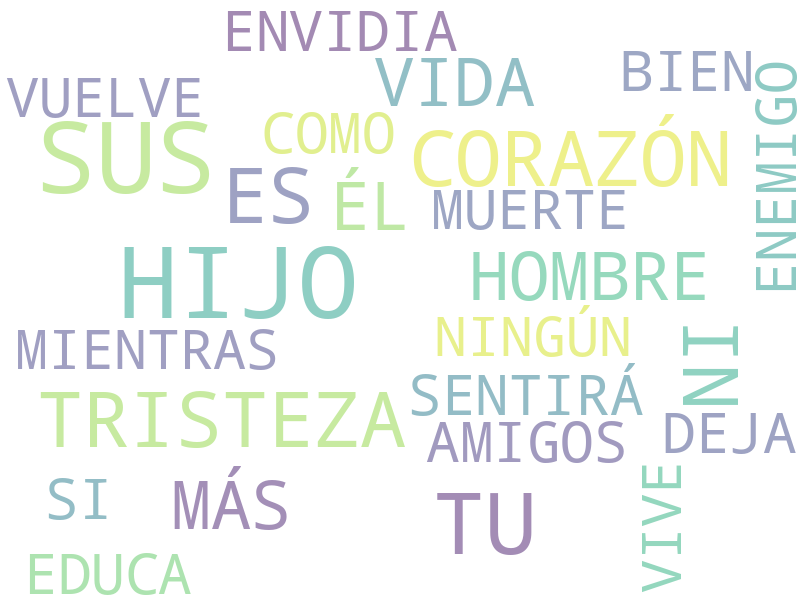 ENVIDIA
VIDA
BIEN
VUELVE
ENEMIGO
COMO
SUS
CORAZÓN
ES
ÉL
MUERTE
HIJO
HOMBRE
NINGÚN
MIENTRAS
NI
SENTIRÁ
TRISTEZA
AMIGOS
DEJA
SI
MÁS
TU
VIVE
EDUCA